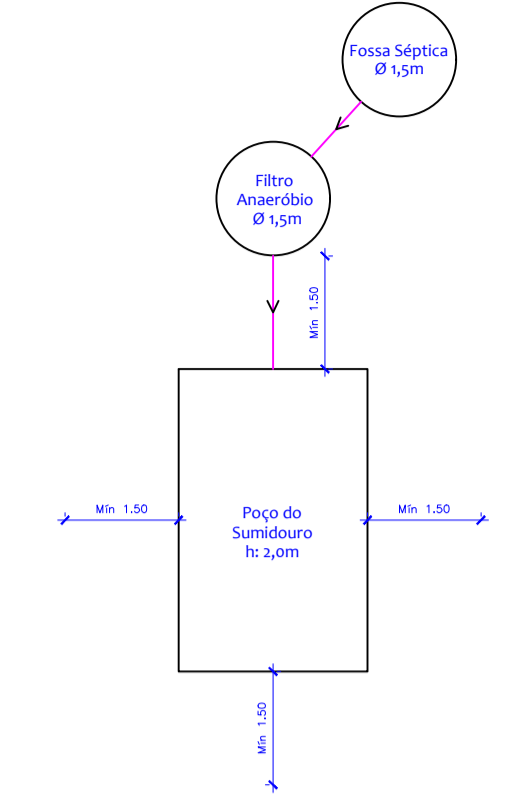 Fossa Séptica
Ø 1,5m
Filtro
Anaeróbio
Ø 1,5m
Mín 1.50
Mín 1.50
Mín 1.50
Poço do
Sumidouro
h: 2,0m
Mín 1.50